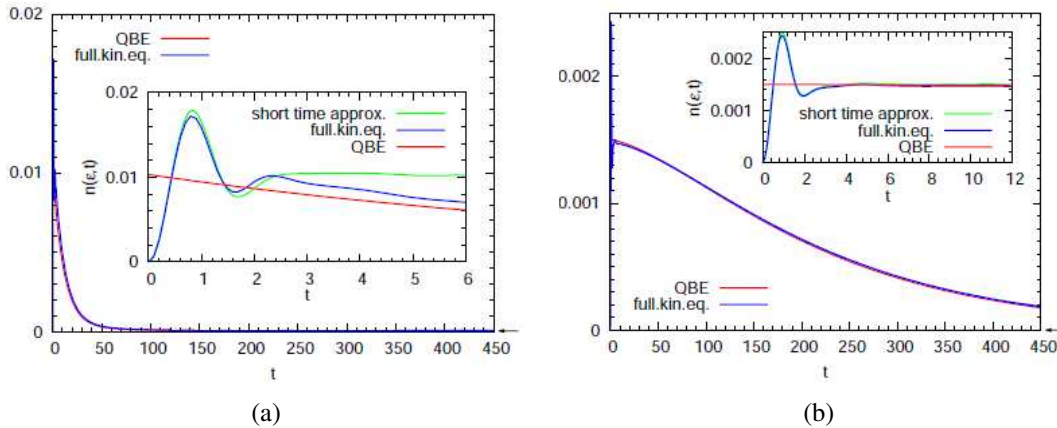 0.02
QBE
full.kin.eq.
0.01
0
0 50 100 150 200 250 300 350 400 450
t
0.02
0.01
0
n(ε,t)
short time approx.
full.kin.eq.
QBE
0 1 2 3 4 5 6
t
(a)
0.002
0.001
0
QBE
full.kin.eq.
0 50 100 150 200 250 300 350 400 450
t
0.002
0.001
0
n(ε,t)
short time approx.
full.kin.eq.
QBE
0 2 4 6 8 10 12
t
(b)